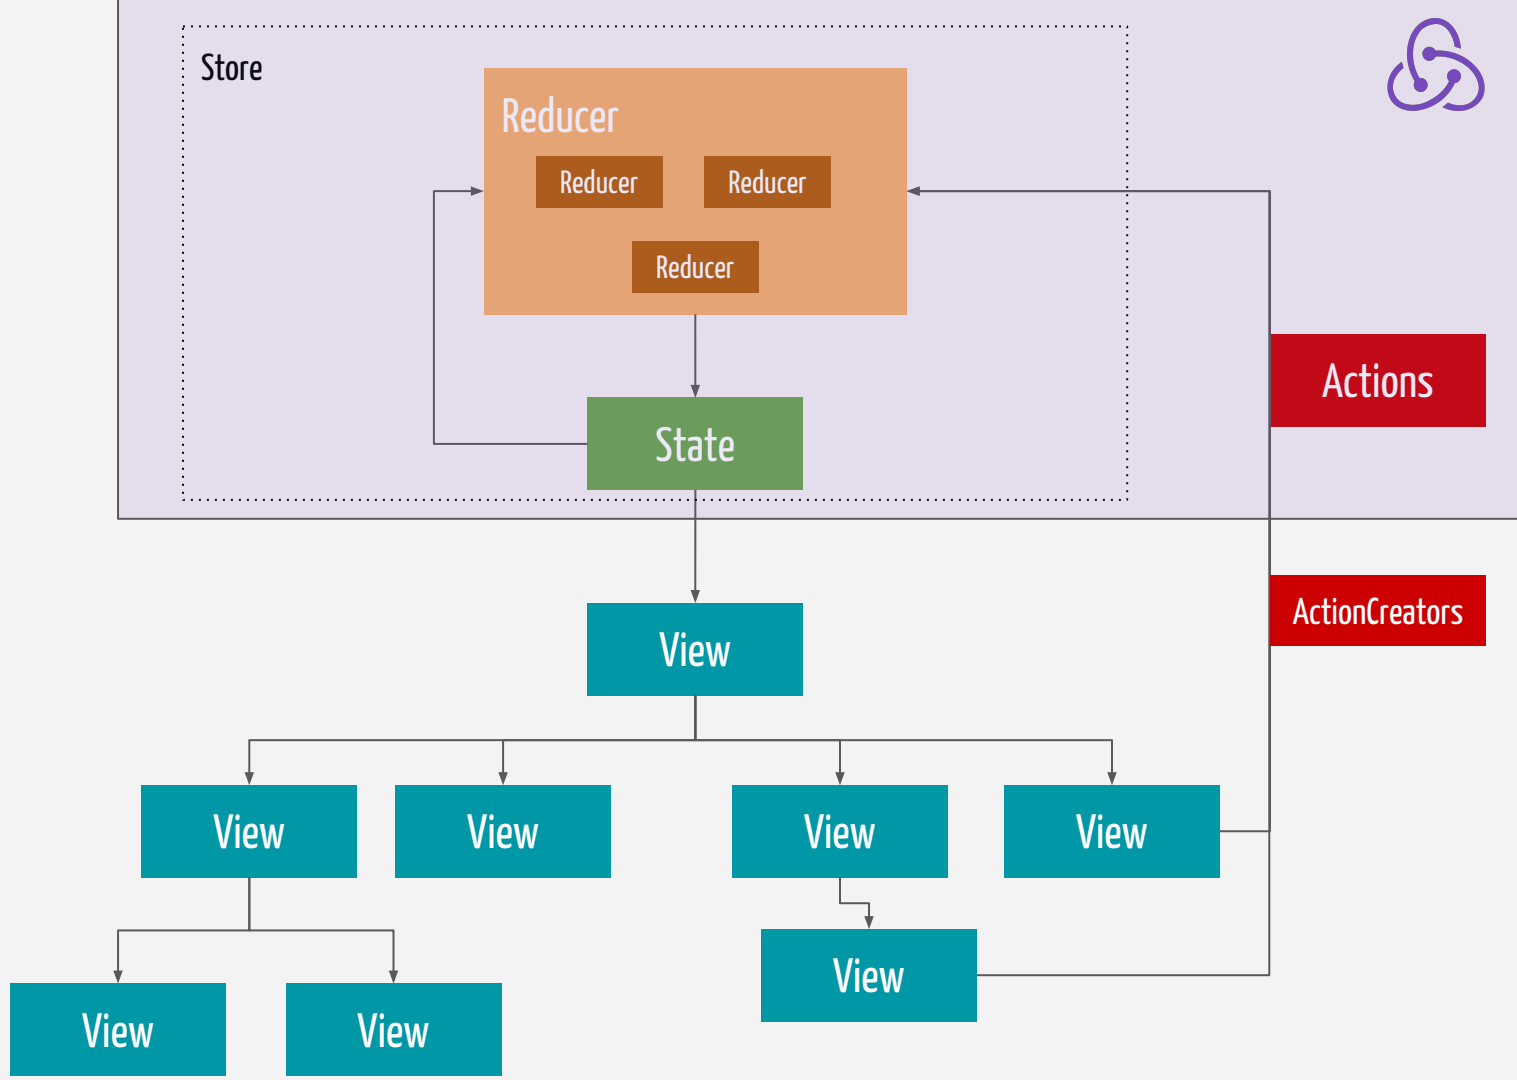 Store
Reducer
Reducer
Reducer
Reducer
Actions
State
ActionCreators
View
View
View
View
View
View
View
View